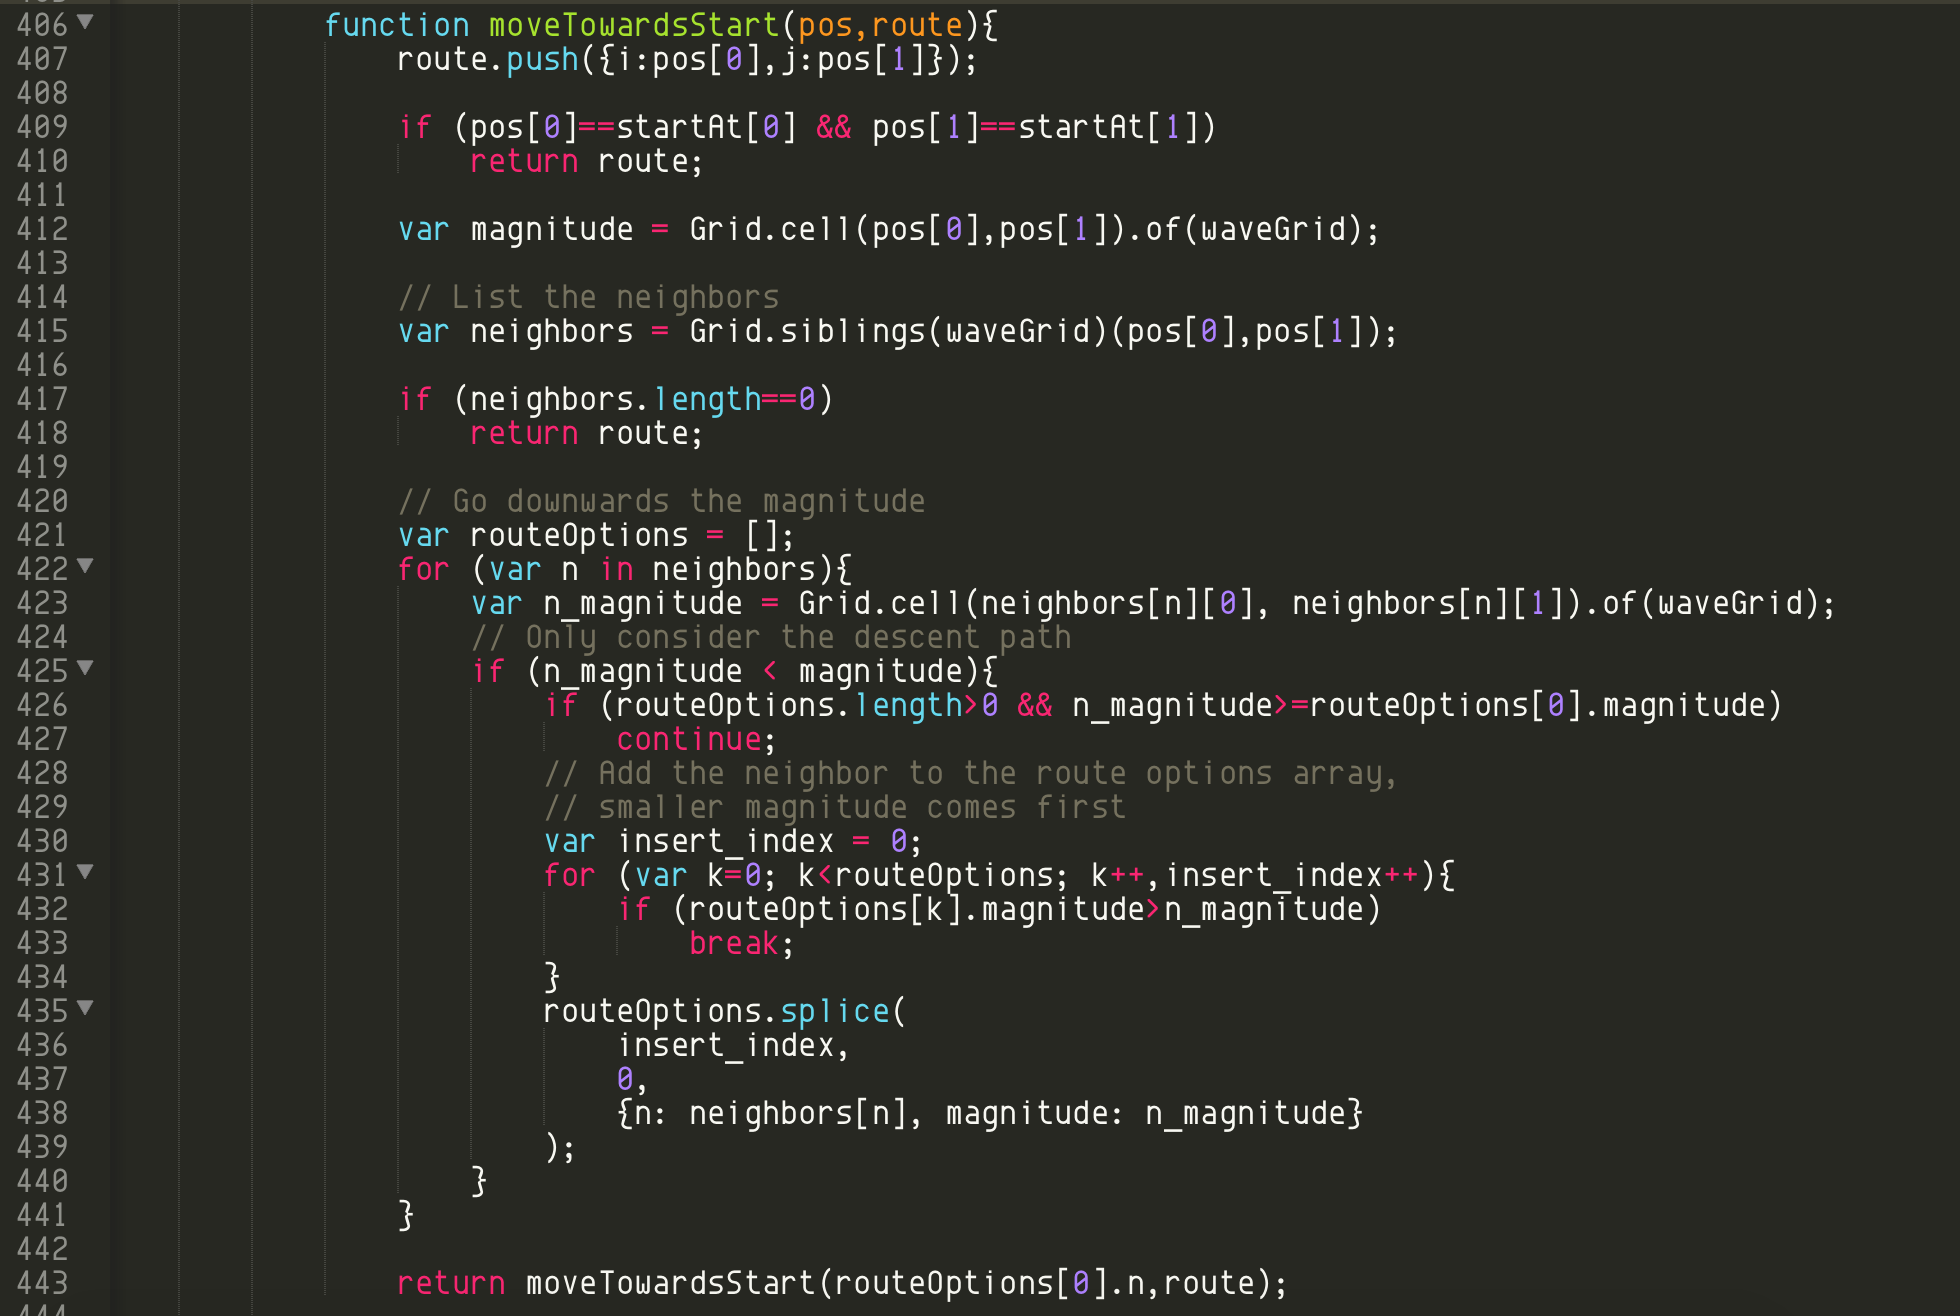 406 function moveTowardsStart(pos,route){
407 route.push({i:pos[0],j:pos[1]});
408
409 if (pos[0]==startAt[0] && pos[1]==startAt[1])
410 return route;
411
412 var magnitude = Grid.cell(pos[0],pos[1]).of(waveGrid);
413
414 // List the neighbors
415 var neighbors = Grid.siblings(waveGrid)(pos[0],pos[1]);
416
417 if (neighbors.length==0)
418 return route;
419
420 // Go downwards the magnitude
421 var routeOptions = [];
422 for (var n in neighbors){
423 var n_magnitude = Grid.cell(neighbors[n][0], neighbors[n][1]).of(waveGrid);
424 // Only consider the descent path
425 if (n_magnitude < magnitude){
426 if (routeOptions.length>0 && n_magnitude>=routeOptions[0].magnitude)
427 continue;
428 // Add the neighbor to the route options array,
429 // smaller magnitude comes first
430 var insert_index = 0;
431 for (var k=0; k<routeOptions; k++,insert_index++){
432 if (routeOptions[k].magnitude>n_magnitude)
433 break;
434 }
435 routeOptions.splice(
436 insert_index,
437 0,
438 {n: neighbors[n], magnitude: n_magnitude}
439 );
440 }
441 }
442
443 return moveTowardsStart(routeOptions[0].n,route);
444